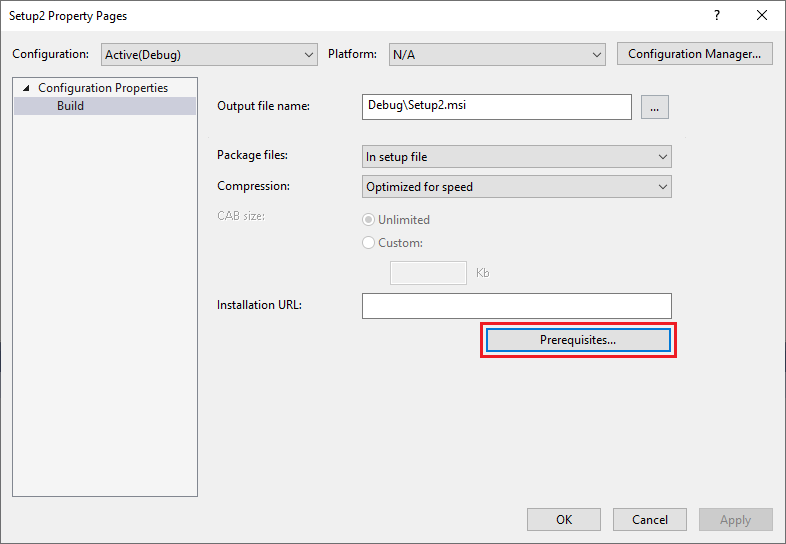 Setup2 Property Pages
?
Configuration: Active(Debug) Platform: N/A Configuration Manager...
Configuration Properties
Build
Output file name: Debug\Setup2.msi ...
Package files: In setup file
Compression: Optimized for speed
CAB size: Unlimited
Custom:
Kb
Installation URL:
Prerequisites...
OK Cancel Apply